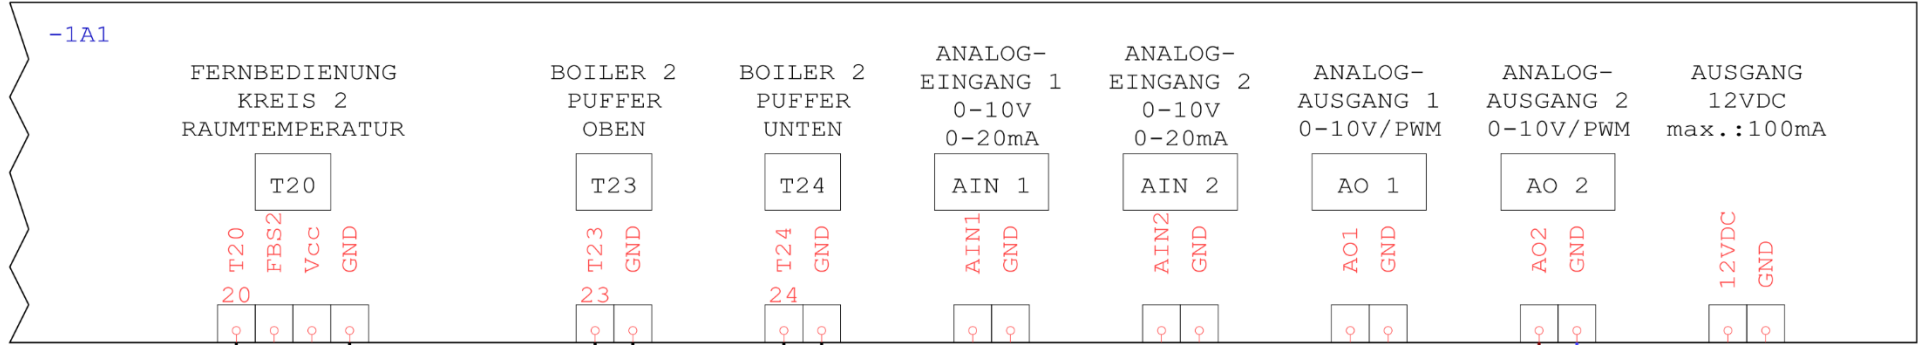 -1A1
FERNBEDIENUNG
KREIS 2
RAUMTEMPERATUR
T20
T20
FBS2
Vcc
GND
20
BOILER 2
PUFFER
OBEN
T23
T23
GND
23
BOILER 2
PUFFER
UNTEN
T24
T24
GND
24
ANALOG-
EINGANG 1
0-10V
0-20mA
AIN 1
AIN1
GND
ANALOG-
EINGANG 2
0-10V
0-20mA
AIN 2
AIN2
GND
ANALOG-
AUSGANG 1
0-10V/PWM
AO 1
AO1
GND
ANALOG-
AUSGANG 2
0-10V/PWM
AO 2
AO2
GND
AUSGANG
12VDC
max.:100mA
12VDC
GND